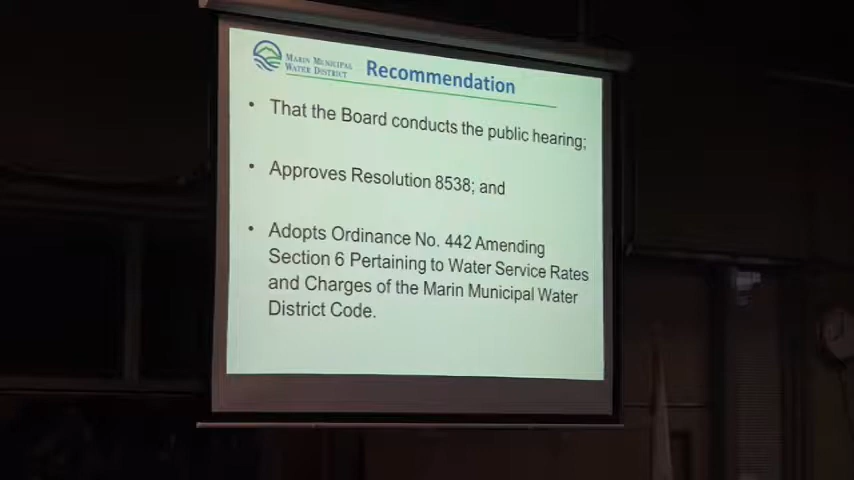 MARIN MUNICIPAL
WATER DISTRICT
Recommendation
• That the Board conducts the public hearing;
• Approves Resolution 8538; and
• Adopts Ordinance No. 442 Amending
Section 6 Pertaining to Water Service Rates
and Charges of the Marin Municipal Water
District Code.